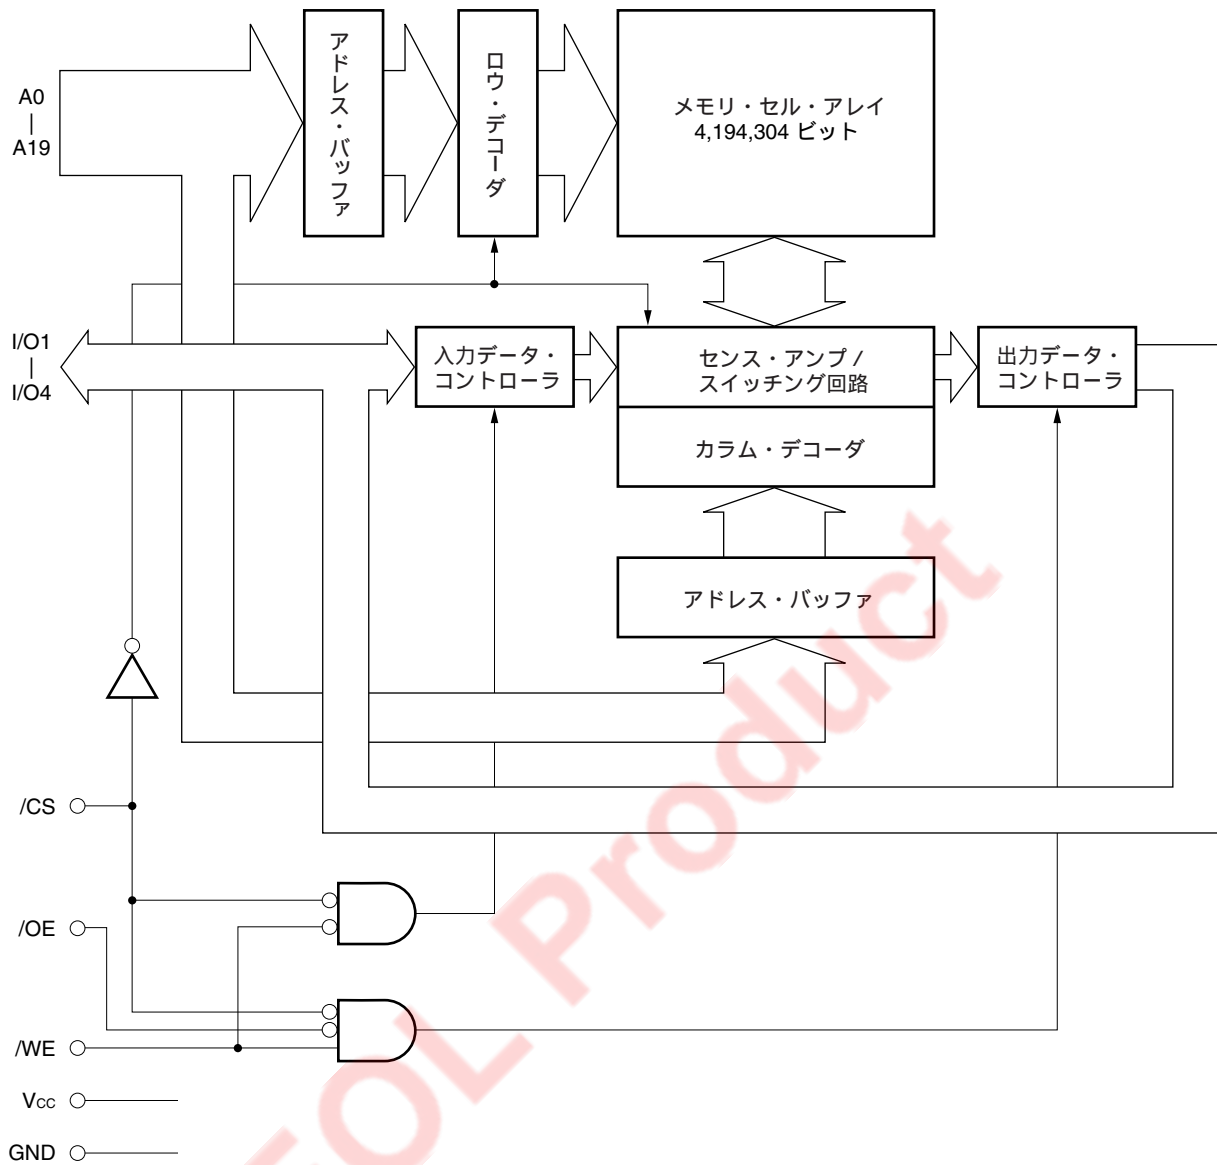 アドレス・バッファ
ロウ・デコーダ
メモリ・セル・アレイ
4,194,304 ビット
A0
|
A19
I/O1
|
I/O4
入力データ・
コントローラ
センス・アンプ /
スイッチング回路
出力データ・
コントローラ
カラム・デコーダ
アドレス・バッファ
/CS
/OE
/WE
VCC
GND
EOL Product